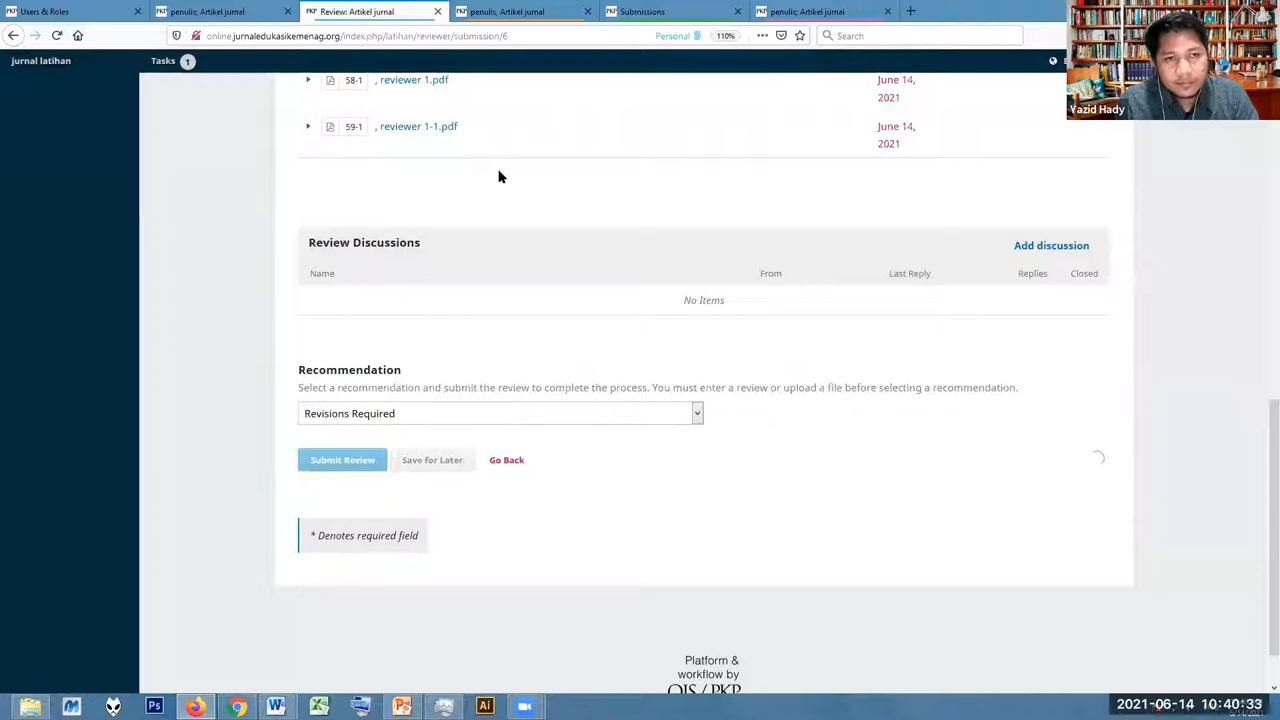 Users & Roles
penulis; Artikel jurnal
Review: Artikel jurnal
penulis, Artikel jurnal
Submissions
penulis; Artikel jurnal
online.jurnaledukasikemenag.org/index.php/latihan/reviewer/submission/6
Personal
110%
Search
jurnal latihan
Tasks 1
Yazid Hady
58-1 , reviewer 1.pdf
June 14,
2021
59-1 , reviewer 1-1.pdf
June 14,
2021
Review Discussions
Add discussion
Name
From
Last Reply
Replies
Closed
No Items
Recommendation
Select a recommendation and submit the review to complete the process. You must enter a review or upload a file before selecting a recommendation.
Revisions Required
Submit Review
Save for Later
Go Back
* Denotes required field
Platform &
workflow by
OJS / PKP
2021-06-14 10:40:33